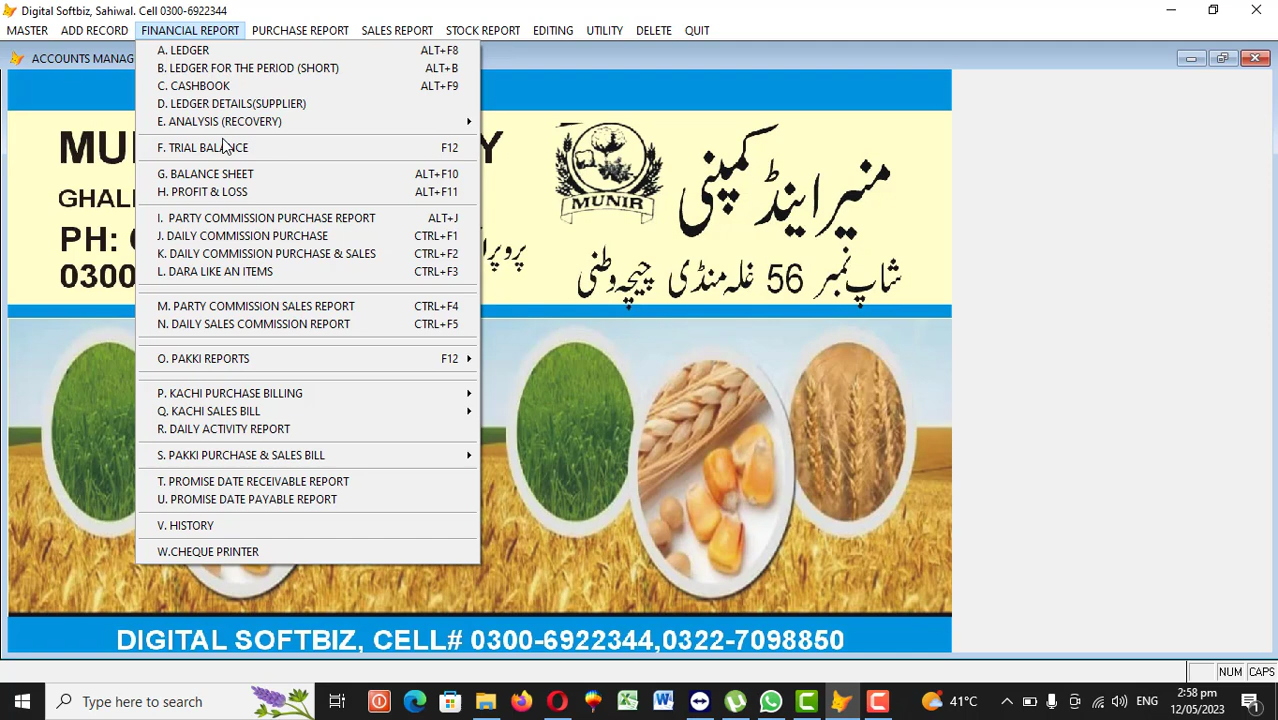 Digital Softbiz, Sahiwal. Cell 0300-6922344
MASTER ADD RECORD FINANCIAL REPORT PURCHASE REPORT SALES REPORT STOCK REPORT EDITING UTILITY DELETE QUIT
ACCOUNTS MANAG
A. LEDGER ALT+F8
B. LEDGER FOR THE PERIOD (SHORT) ALT+B
C. CASHBOOK ALT+F9
D. LEDGER DETAILS(SUPPLIER)
E. ANALYSIS (RECOVERY)
F. TRIAL BALANCE F12
G. BALANCE SHEET ALT+F10
H. PROFIT & LOSS ALT+F11
I. PARTY COMMISSION PURCHASE REPORT ALT+J
J. DAILY COMMISSION PURCHASE CTRL+F1
K. DAILY COMMISSION PURCHASE & SALES CTRL+F2
L. DARA LIKE AN ITEMS CTRL+F3
M. PARTY COMMISSION SALES REPORT CTRL+F4
N. DAILY SALES COMMISSION REPORT CTRL+F5
O. PAKKI REPORTS F12
P. KACHI PURCHASE BILLING
Q. KACHI SALES BILL
R. DAILY ACTIVITY REPORT
S. PAKKI PURCHASE & SALES BILL
T. PROMISE DATE RECEIVABLE REPORT
U. PROMISE DATE PAYABLE REPORT
V. HISTORY
W.CHEQUE PRINTER
MU
Y
GHAL
PH: 
0300
MUNIR
منیر اینڈ کمپنی
شاپ نمبر 56 غلہ منڈی چیچہ وطنی
DIGITAL SOFTBIZ, CELL# 0300-6922344,0322-7098850
NUM CAPS
Type here to search
41°C
ENG
2:58 pm
12/05/2023
1